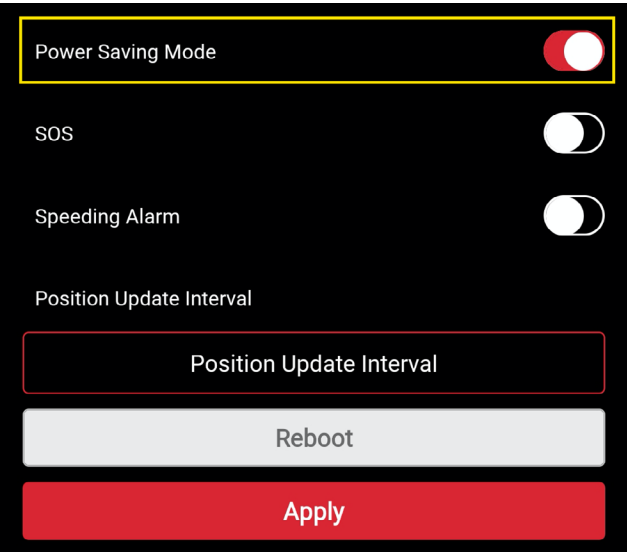 Power Saving Mode
SOS
Speeding Alarm
Position Update Interval
Position Update Interval
Reboot
Apply